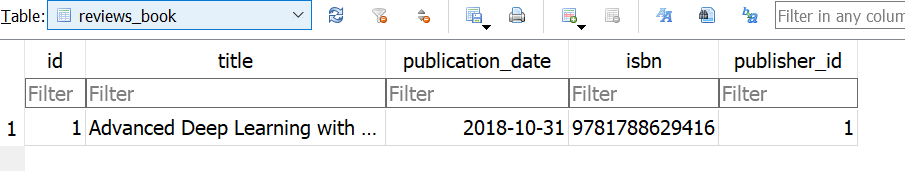 Table: reviews_book Filter in any colum
id title publication_date isbn publisher_id
Filter Filter Filter Filter Filter
1 1 Advanced Deep Learning with ... 2018-10-31 9781788629416 1